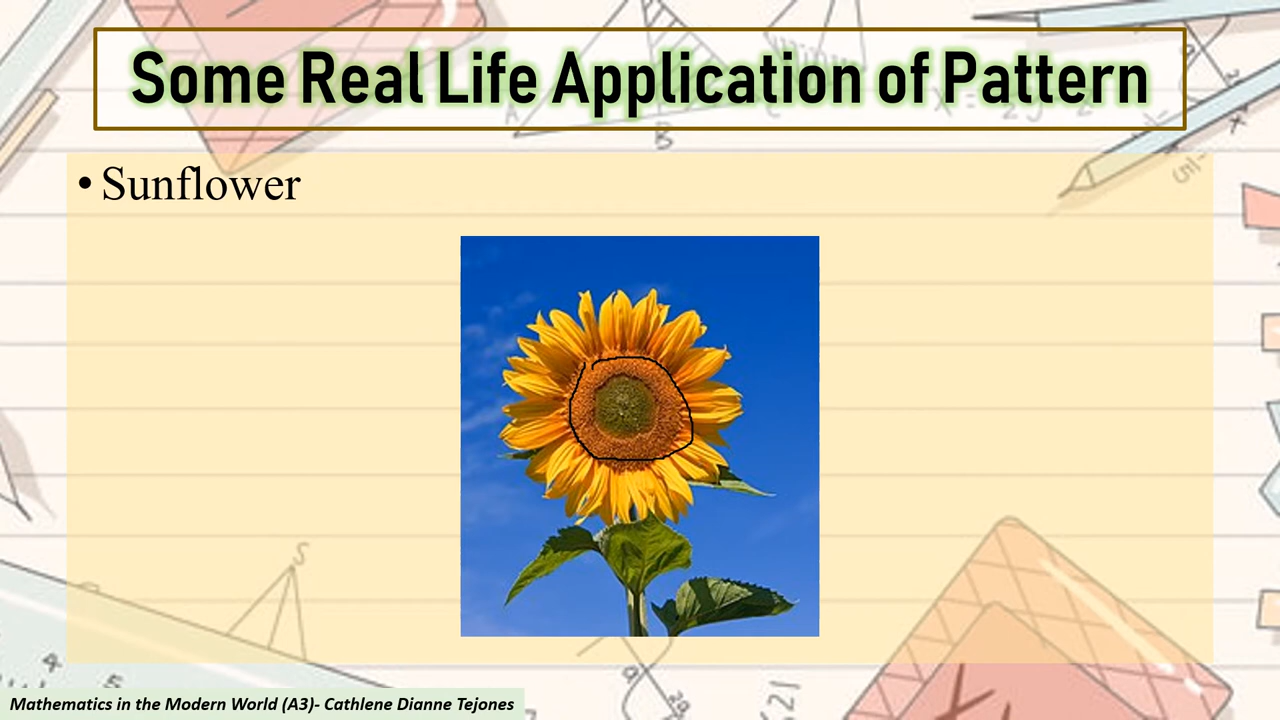 Some Real Life Application of Pattern
• Sunflower
Mathematics in the Modern World (A3)- Cathlene Dianne Tejones